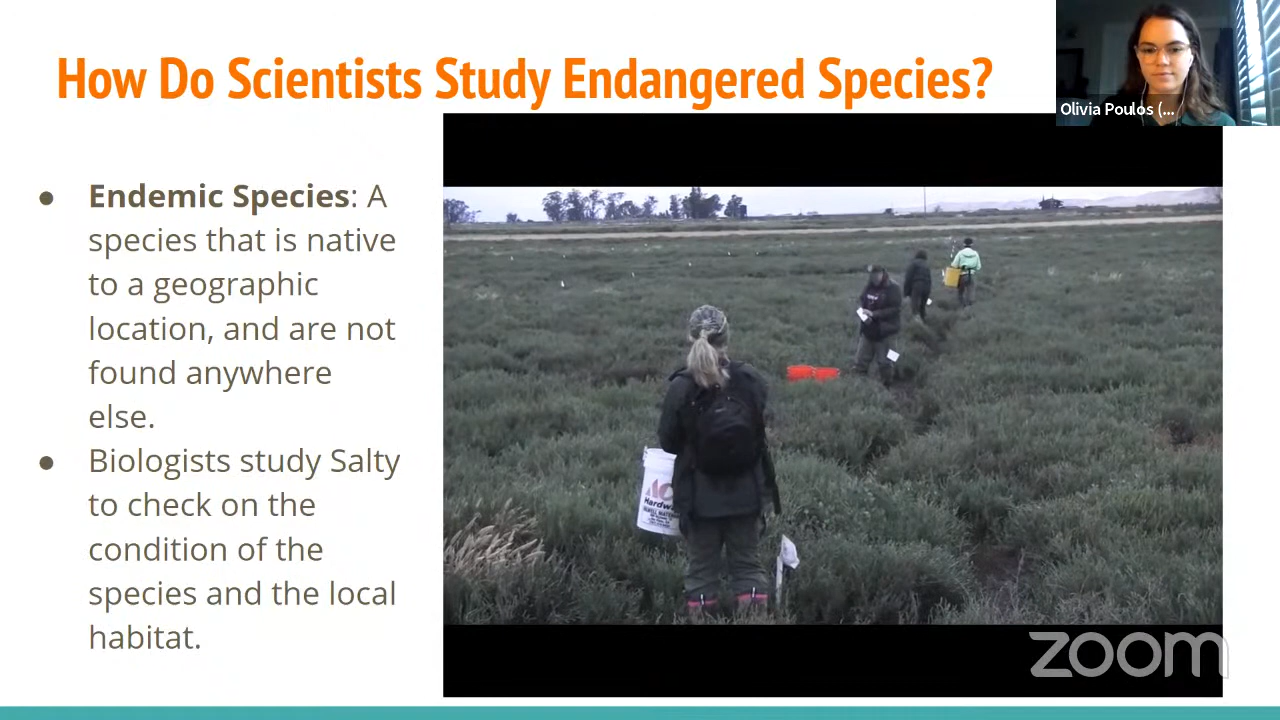 How Do Scientists Study Endangered Species?
Olivia Poulos (...
● Endemic Species: A
species that is native
to a geographic
location, and are not
found anywhere
else.
● Biologists study Salty
to check on the
condition of the
species and the local
habitat.
Hardw
zoom